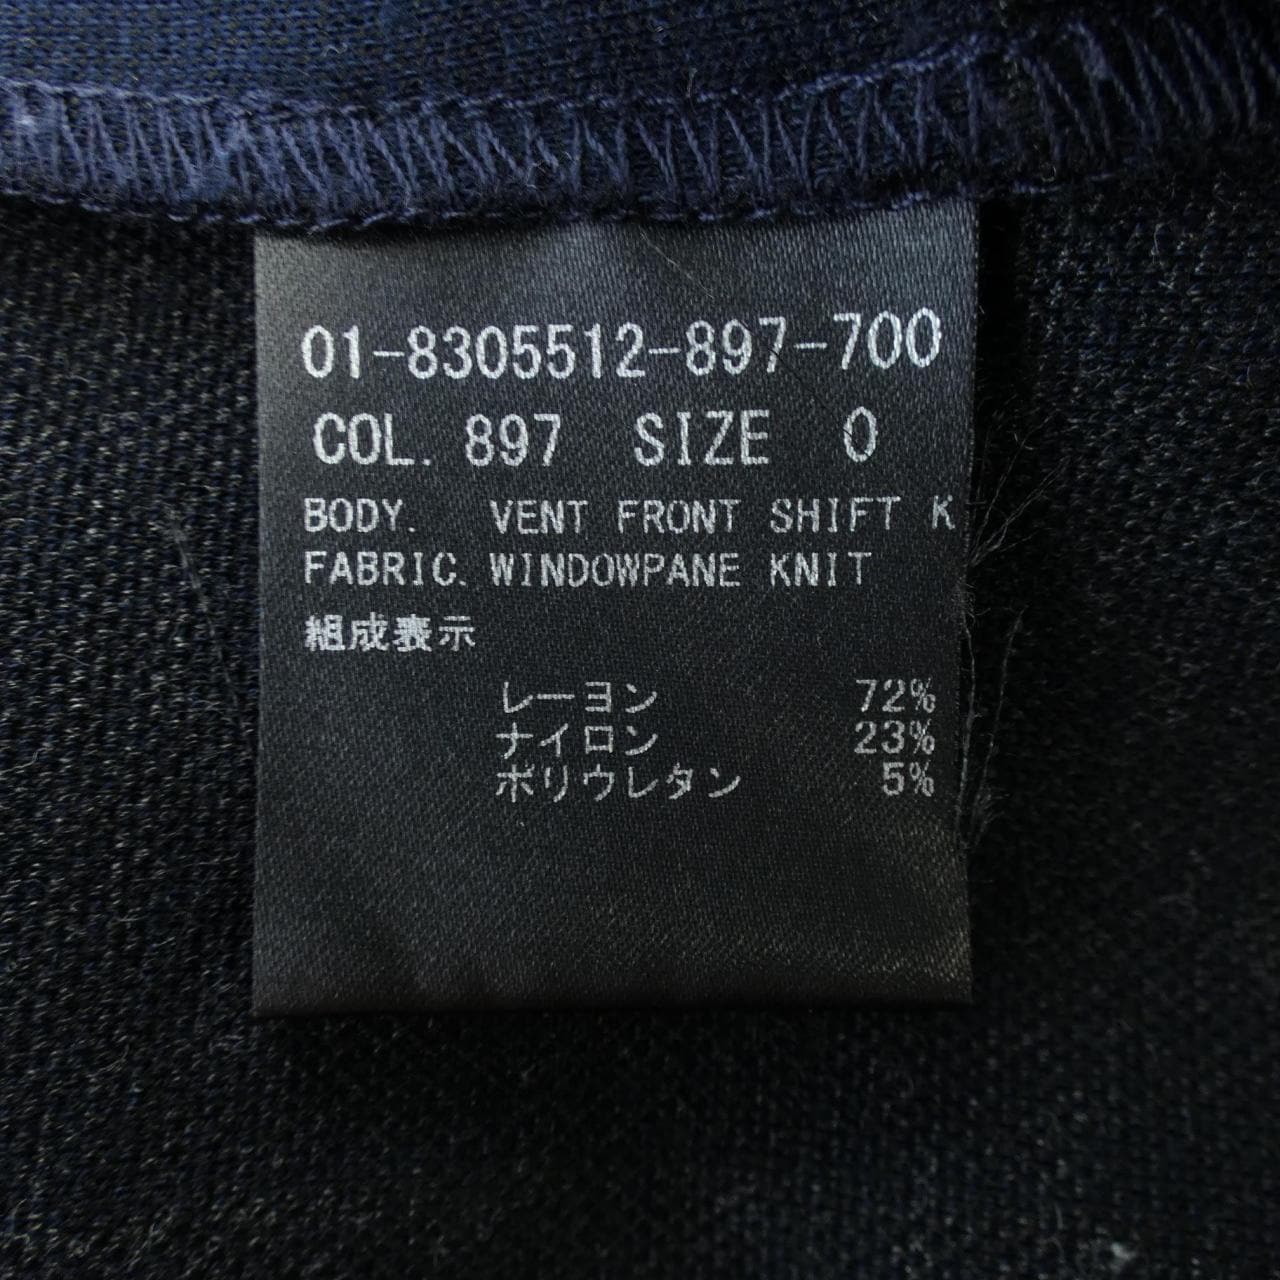 01-8305512-897-700
COL. 897 SIZE 0
BODY. VENT FRONT SHIFT K
FABRIC. WINDOWPANE KNIT
組成表示
レーヨン 72%
ナイロン 23%
ポリウレタン 5%